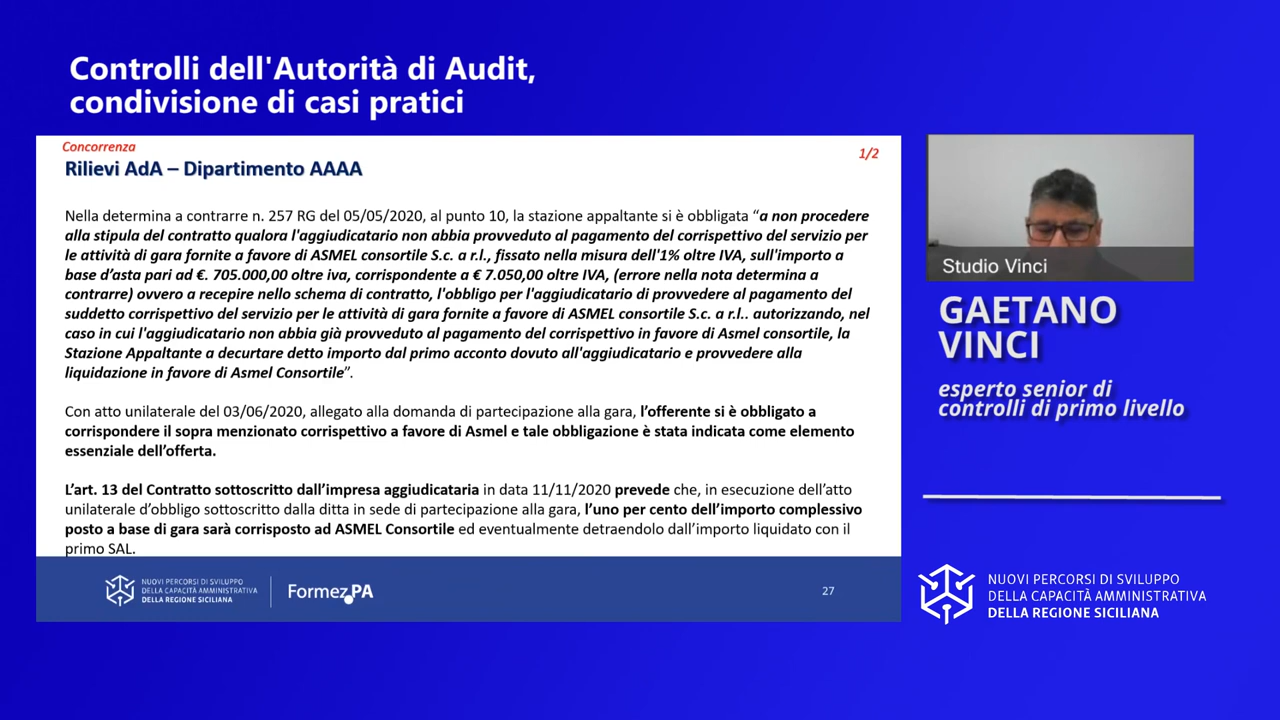 Controlli dell'Autorità di Audit,
condivisione di casi pratici
Concorrenza
1/2
Rilievi AdA – Dipartimento AAAA
Nella determina a contrarre n. 257 RG del 05/05/2020, al punto 10, la stazione appaltante si è obbligata “a non procedere
alla stipula del contratto qualora l'aggiudicatario non abbia provveduto al pagamento del corrispettivo del servizio per
le attività di gara fornite a favore di ASMEL consortile S.c. a r.l., fissato nella misura dell'1% oltre IVA, sull'importo a
base d’asta pari ad €. 705.000,00 oltre iva, corrispondente a € 7.050,00 oltre IVA, (errore nella nota determina a
contrarre) ovvero a recepire nello schema di contratto, l'obbligo per l'aggiudicatario di provvedere al pagamento del
suddetto corrispettivo del servizio per le attività di gara fornite a favore di ASMEL consortile S.c. a r.l.. autorizzando, nel
caso in cui l'aggiudicatario non abbia già provveduto al pagamento del corrispettivo in favore di Asmel consortile, la
Stazione Appaltante a decurtare detto importo dal primo acconto dovuto all'aggiudicatario e provvedere alla
liquidazione in favore di Asmel Consortile”.
Con atto unilaterale del 03/06/2020, allegato alla domanda di partecipazione alla gara, l’offerente si è obbligato a
corrispondere il sopra menzionato corrispettivo a favore di Asmel e tale obbligazione è stata indicata come elemento
essenziale dell’offerta.
L’art. 13 del Contratto sottoscritto dall’impresa aggiudicataria in data 11/11/2020 prevede che, in esecuzione dell’atto
unilaterale d’obbligo sottoscritto dalla ditta in sede di partecipazione alla gara, l’uno per cento dell’importo complessivo
posto a base di gara sarà corrisposto ad ASMEL Consortile ed eventualmente detraendolo dall’importo liquidato con il
primo SAL.
NUOVI PERCORSI DI SVILUPPO
DELLA CAPACITÀ AMMINISTRATIVA
DELLA REGIONE SICILIANA
Formez PA
27
Studio Vinci
GAETANO
VINCI
esperto senior di
controlli di primo livello
NUOVI PERCORSI DI SVILUPPO
DELLA CAPACITÀ AMMINISTRATIVA
DELLA REGIONE SICILIANA